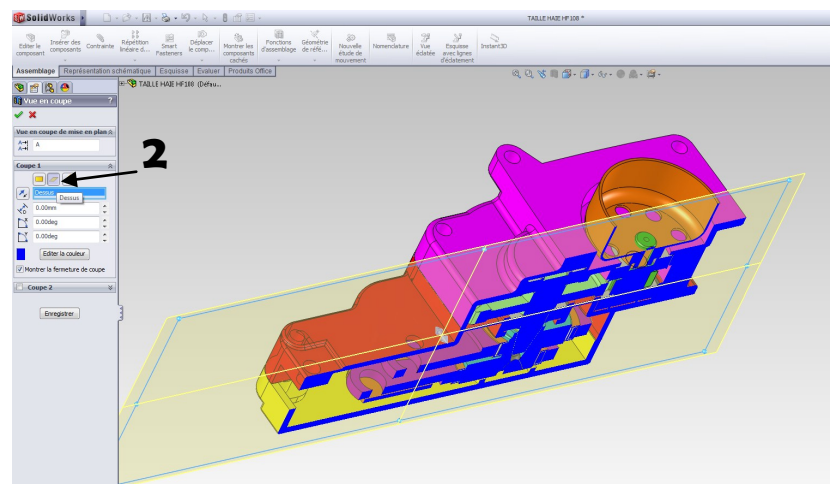 SolidWorks
TAILLE HAIE HF108 *
Editer le composant
Insérer des composants
Contrainte
Répétition linéaire d...
Smart Fasteners
Déplacer le comp...
Montrer les composants cachés
Fonctions d'assemblage
Géométrie de réfé...
Nouvelle étude de mouvement
Nomenclature
Vue éclatée
Esquisse avec lignes d'éclatement
Instant3D
Assemblage Représentation schématique Esquisse Evaluer Produits Office
TAILLE HAIE HF108 (Défau...
Vue en coupe ?
Vue en coupe de mise en plan
A
Coupe 1
2
Dessus
Dessus
0.00mm
0.00deg
0.00deg
Editer la couleur
Montrer la fermeture de coupe
Coupe 2
Enregistrer